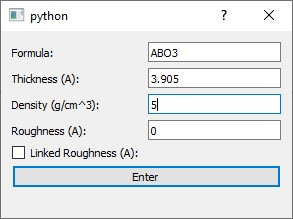 python
Formula: ABO3
Thickness (A): 3.905
Density (g/cm^3): 5
Roughness (A): 0
Linked Roughness (A):
Enter